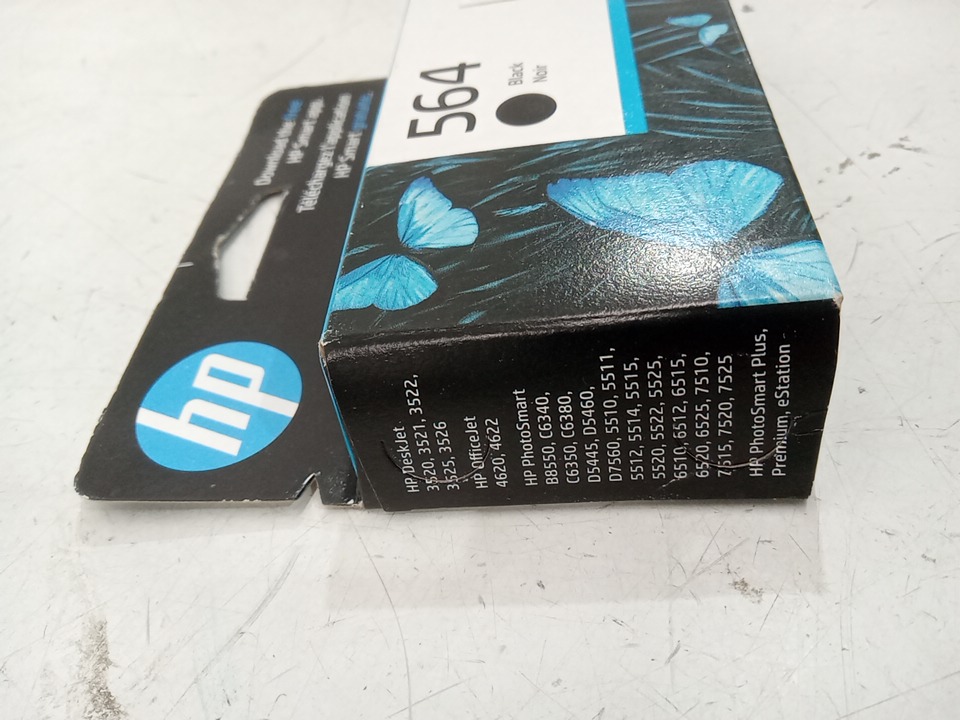 Download the
HP Smart app.
Téléchargez l'application
HP Smart
hp
564
Black
Noir
HP DeskJet
3520, 3521, 3522,
3525, 3526
HP OfficeJet
4620, 4622
HP PhotoSmart
B8550, C6340,
C6350, C6380,
D5445, D5460,
D7560, 5510, 5511,
5512, 5514, 5515,
5520, 5522, 5525,
6510, 6512, 6515,
6520, 6525, 7510,
7515, 7520, 7525
HP PhotoSmart Plus,
Premium, eStation